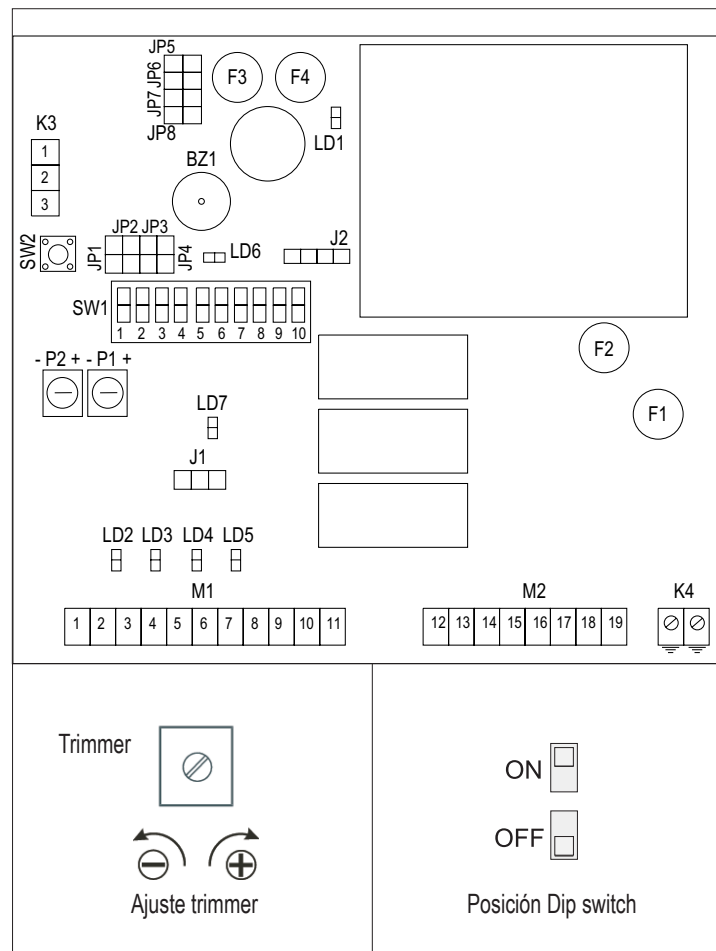 JP5
JP6
JP7
JP8
F3
F4
LD1
K3
1
2
3
BZ1
SW2
JP1
JP2 JP3
JP4
LD6
J2
SW1
1 2 3 4 5 6 7 8 9 10
- P2 + - P1 +
F2
F1
LD7
J1
LD2 LD3 LD4 LD5
M1
1 2 3 4 5 6 7 8 9 10 11
M2
12 13 14 15 16 17 18 19
K4
Trimmer
Ajuste trimmer
ON
OFF
Posición Dip switch